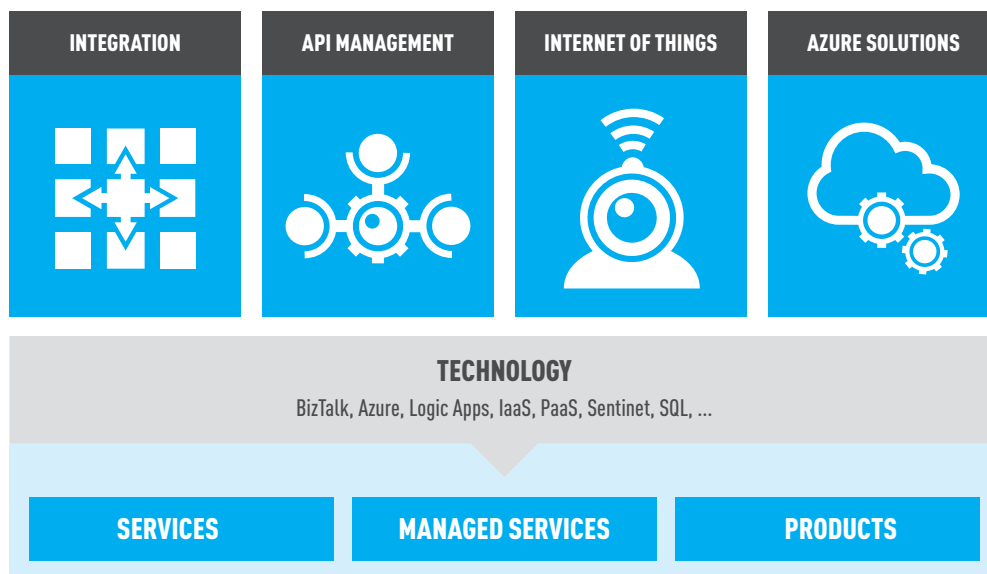 INTEGRATION
API MANAGEMENT
INTERNET OF THINGS
AZURE SOLUTIONS
TECHNOLOGY
BizTalk, Azure, Logic Apps, IaaS, PaaS, Sentinet, SQL, ...
SERVICES
MANAGED SERVICES
PRODUCTS